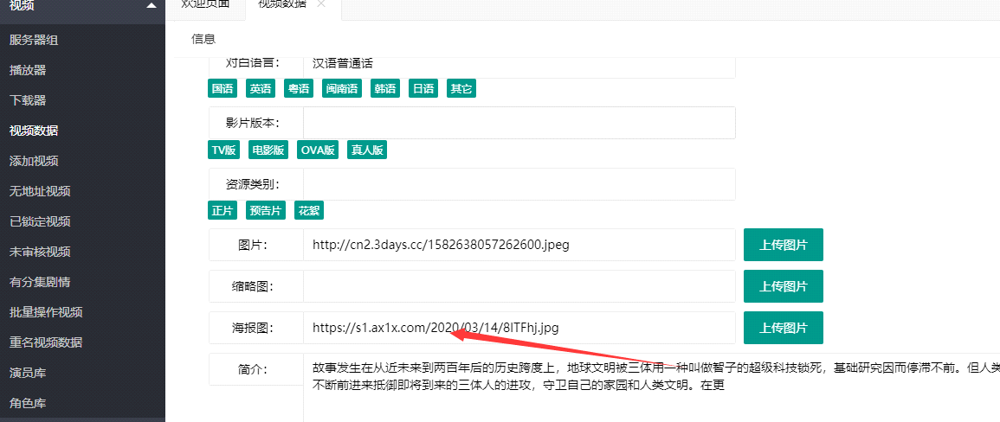 视频
欢迎页面
视频数据
信息
服务器组
播放器
下载器
视频数据
添加视频
无地址视频
已锁定视频
未审核视频
有分集剧情
批量操作视频
重名视频数据
演员库
角色库
对白语言：
汉语普通话
国语 英语 粤语 闽南语 韩语 日语 其它
影片版本：
TV版 电影版 OVA版 真人版
资源类别：
正片 预告片 花絮
图片：
http://cn2.3days.cc/1582638057262600.jpeg
上传图片
缩略图：
上传图片
海报图：
https://s1.ax1x.com/2020/03/14/8lTFhj.jpg
上传图片
简介：
故事发生在从近未来到两百年后的历史跨度上，地球文明被三体用一种叫做智子的超级科技锁死，基础研究因而停滞不前。但人类
不断前进来抵御即将到来的三体人的进攻，守卫自己的家园和人类文明。在更